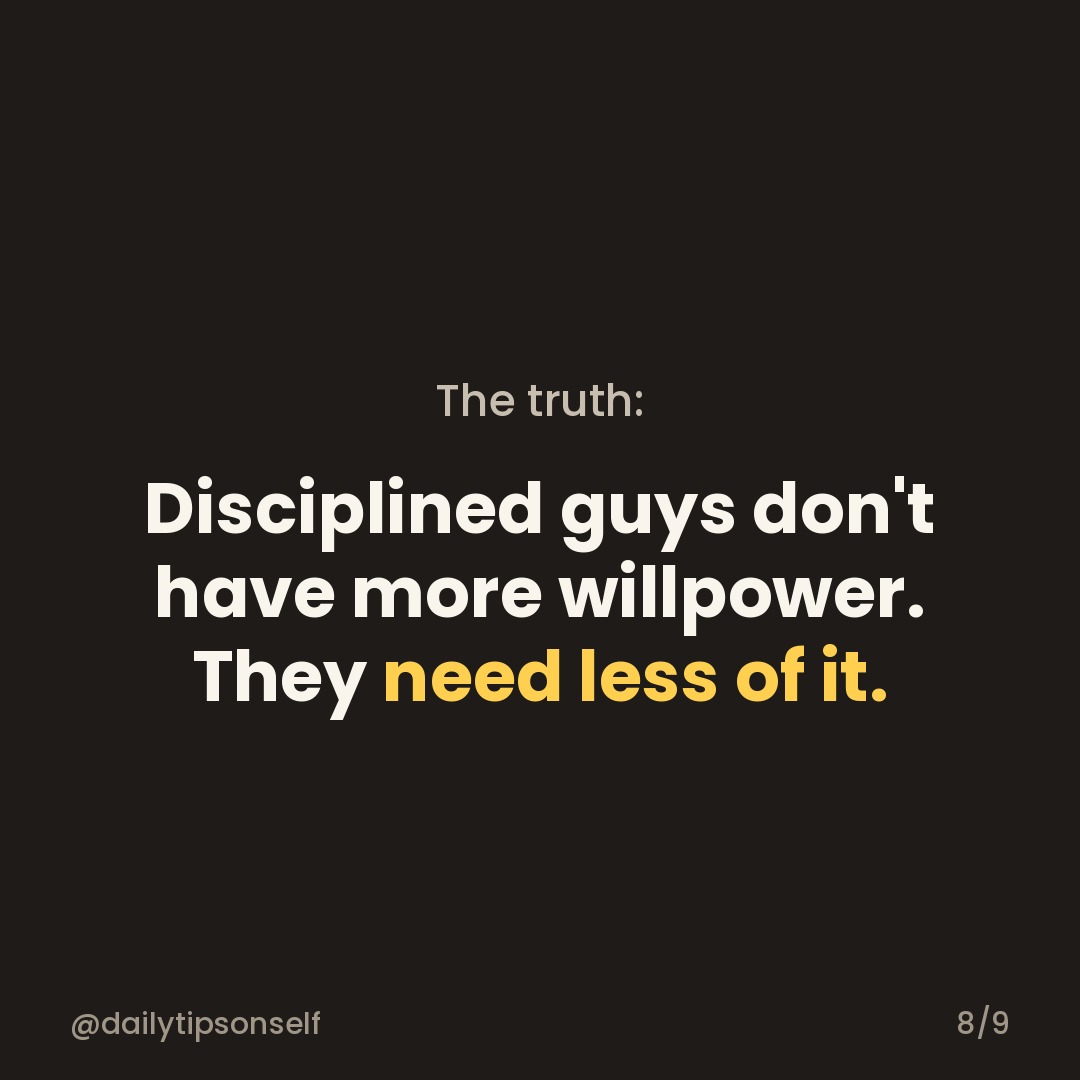 The truth:
Disciplined guys don't
have more willpower.
They need less of it.
@dailytipsonself
8/9